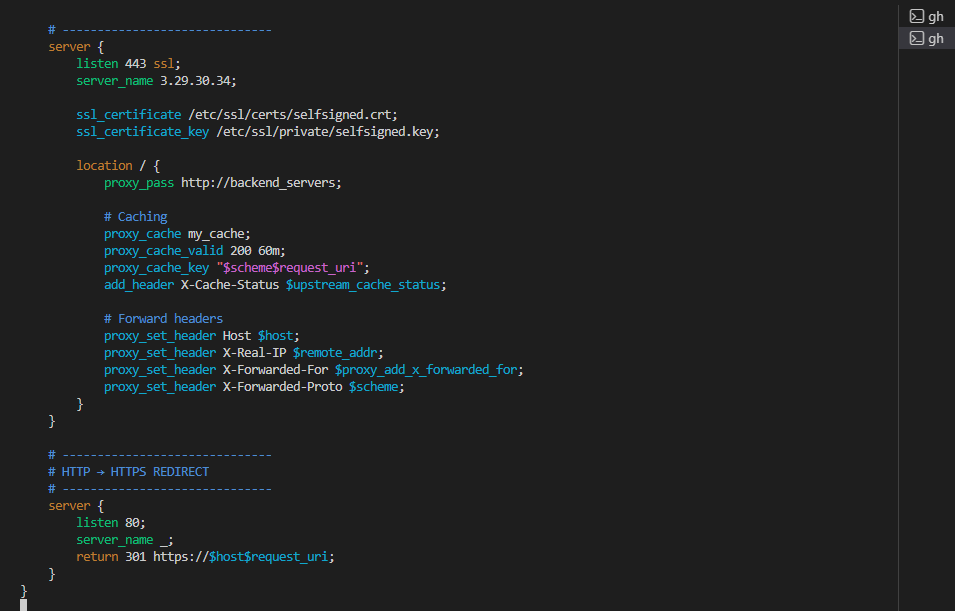 # ------------------------------
server {
listen 443 ssl;
server_name 3.29.30.34;
ssl_certificate /etc/ssl/certs/selfsigned.crt;
ssl_certificate_key /etc/ssl/private/selfsigned.key;
location / {
proxy_pass http://backend_servers;
# Caching
proxy_cache my_cache;
proxy_cache_valid 200 60m;
proxy_cache_key "$scheme$request_uri";
add_header X-Cache-Status $upstream_cache_status;
# Forward headers
proxy_set_header Host $host;
proxy_set_header X-Real-IP $remote_addr;
proxy_set_header X-Forwarded-For $proxy_add_x_forwarded_for;
proxy_set_header X-Forwarded-Proto $scheme;
}
}
# ------------------------------
# HTTP → HTTPS REDIRECT
# ------------------------------
server {
listen 80;
server_name _;
return 301 https://$host$request_uri;
}
}
gh
gh